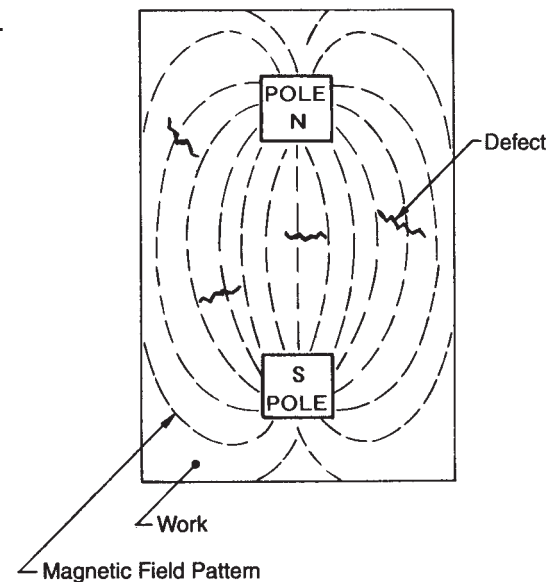 POLE
N
Defect
S
POLE
Work
Magnetic Field Pattern